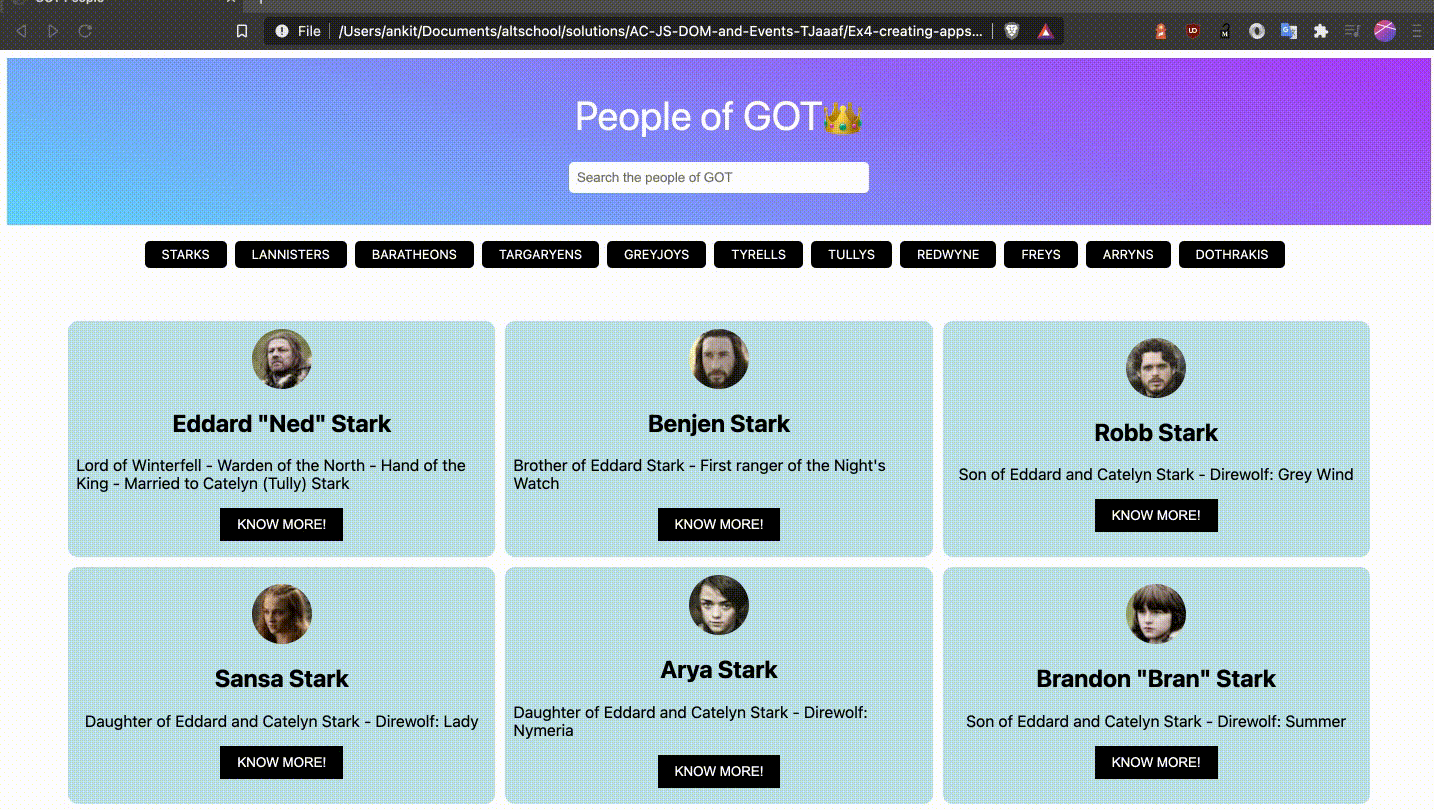 File
/Users/ankit/Documents/altschool/solutions/AC-JS-DOM-and-Events-TJaaaf/Ex4-creating-apps...
People of GOT👑
Search the people of GOT
STARKS LANNISTERS BARATHEONS TARGARYENS GREYJOYS TYRELLS TULLYS REDWYNE FREYS ARRYNS DOTHRAKIS
Eddard "Ned" Stark
Lord of Winterfell - Warden of the North - Hand of the
King - Married to Catelyn (Tully) Stark
KNOW MORE!
Benjen Stark
Brother of Eddard Stark - First ranger of the Night's
Watch
KNOW MORE!
Robb Stark
Son of Eddard and Catelyn Stark - Direwolf: Grey Wind
KNOW MORE!
Sansa Stark
Daughter of Eddard and Catelyn Stark - Direwolf: Lady
KNOW MORE!
Arya Stark
Daughter of Eddard and Catelyn Stark - Direwolf:
Nymeria
KNOW MORE!
Brandon "Bran" Stark
Son of Eddard and Catelyn Stark - Direwolf: Summer
KNOW MORE!